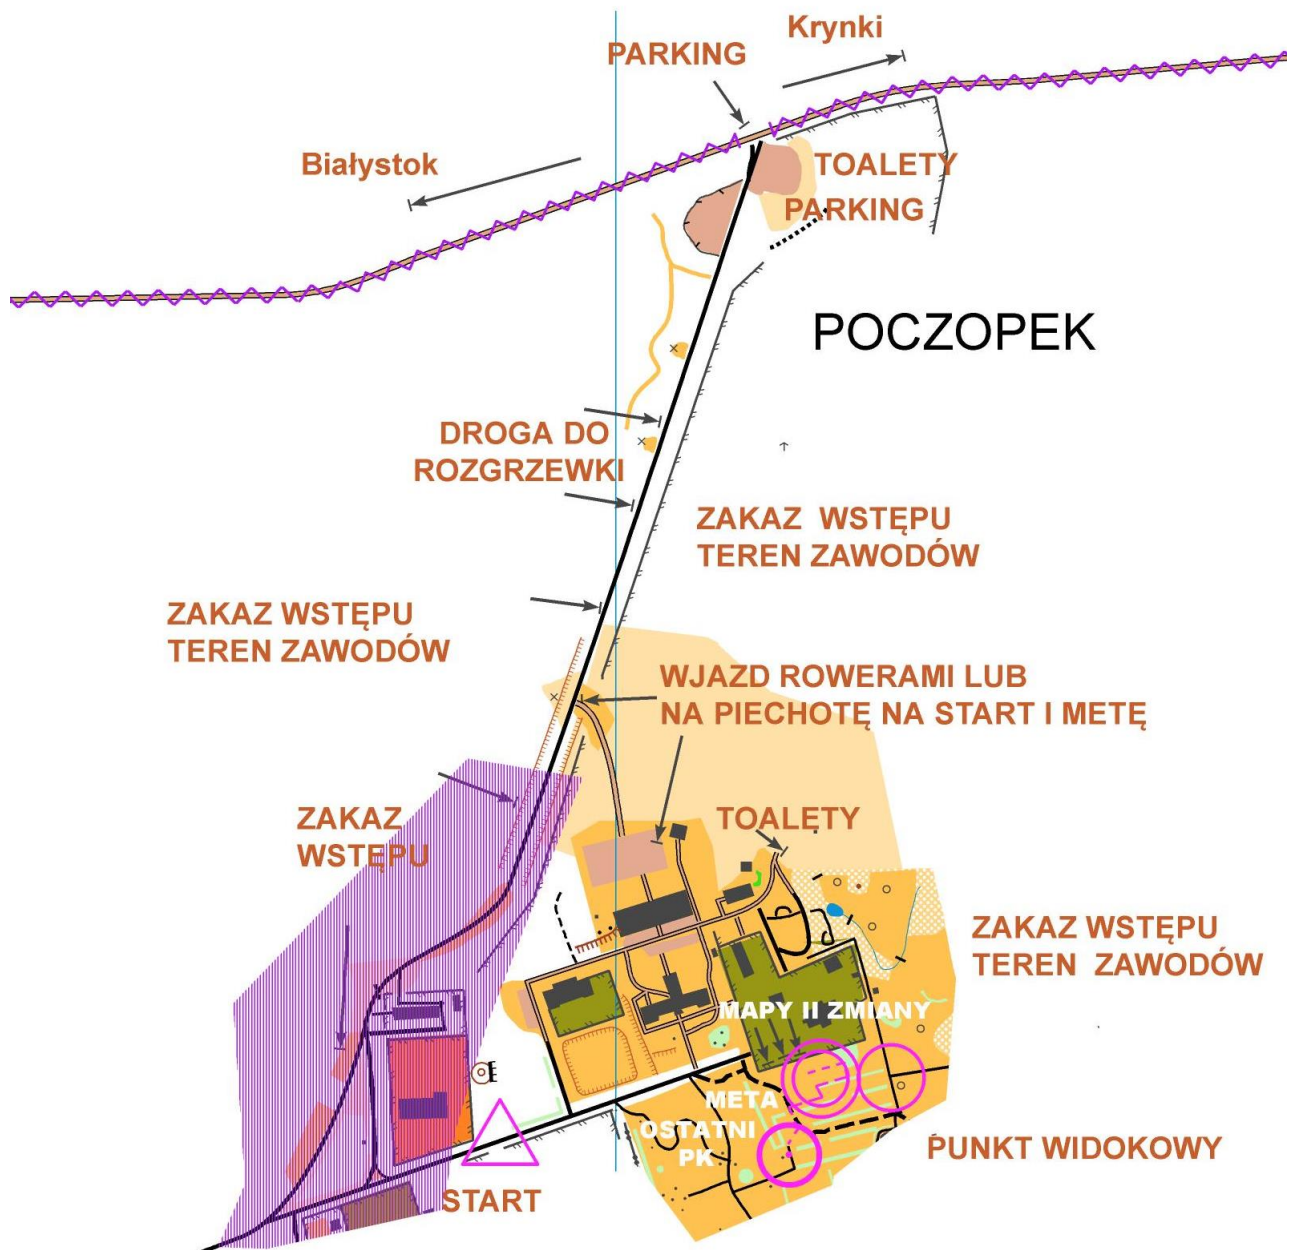 Krynki
PARKING
Białystok
TOALETY
PARKING
POCZOPEK
DROGA DO
ROZGRZEWKI
ZAKAZ WSTĘPU
TEREN ZAWODÓW
ZAKAZ WSTĘPU
TEREN ZAWODÓW
WJAZD ROWERAMI LUB
NA PIECHOTĘ NA START I METĘ
ZAKAZ
WSTĘPU
TOALETY
ZAKAZ WSTĘPU
TEREN ZAWODÓW
MAPY II ZMIANY
META
OSTATNI
PK
PUNKT WIDOKOWY
START